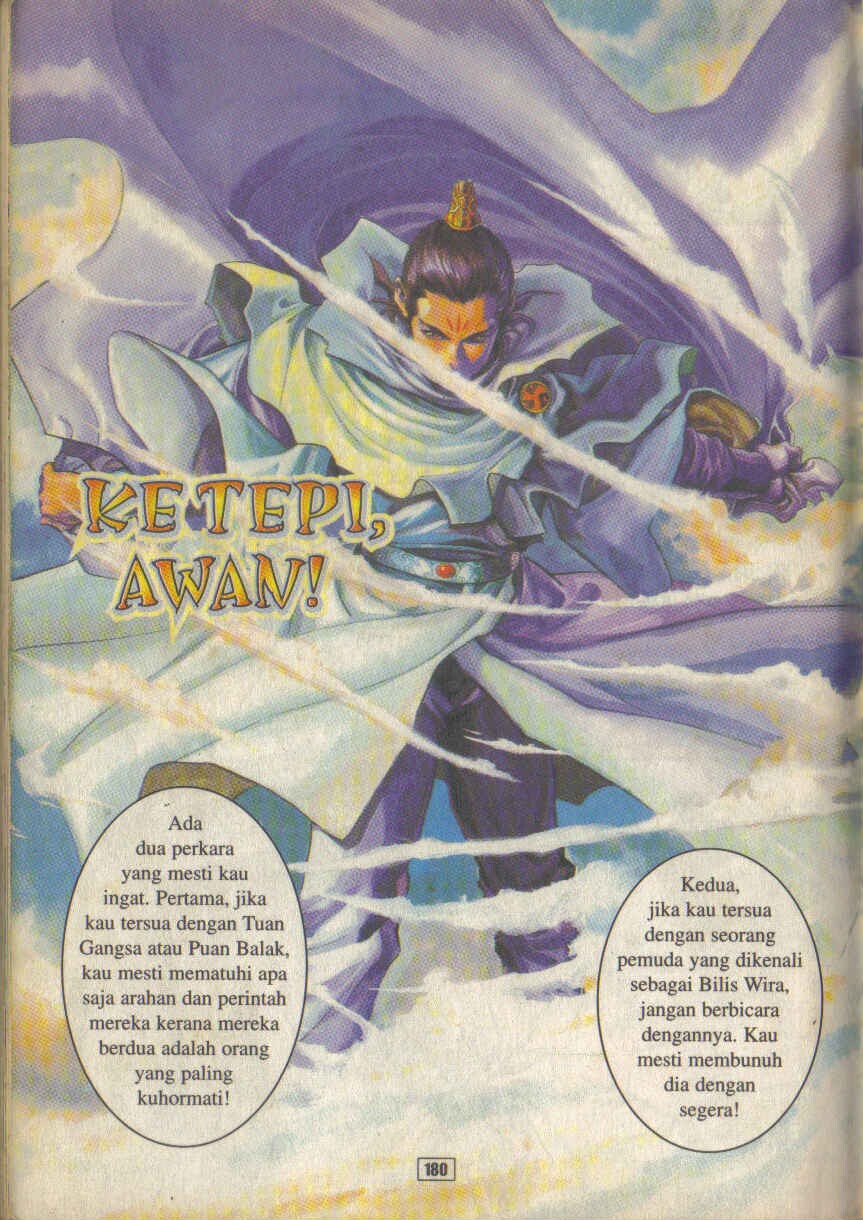 KE TEPI,
AWAN!
Ada
dua perkara
yang mesti kau
ingat. Pertama, jika
kau tersua dengan Tuan
Gangsa atau Puan Balak,
kau mesti mematuhi apa
saja arahan dan perintah
mereka kerana mereka
berdua adalah orang
yang paling
kuhormati!
Kedua,
jika kau tersua
dengan seorang
pemuda yang dikenali
sebagai Bilis Wira,
jangan berbicara
dengannya. Kau
mesti membunuh
dia dengan
segera!
180